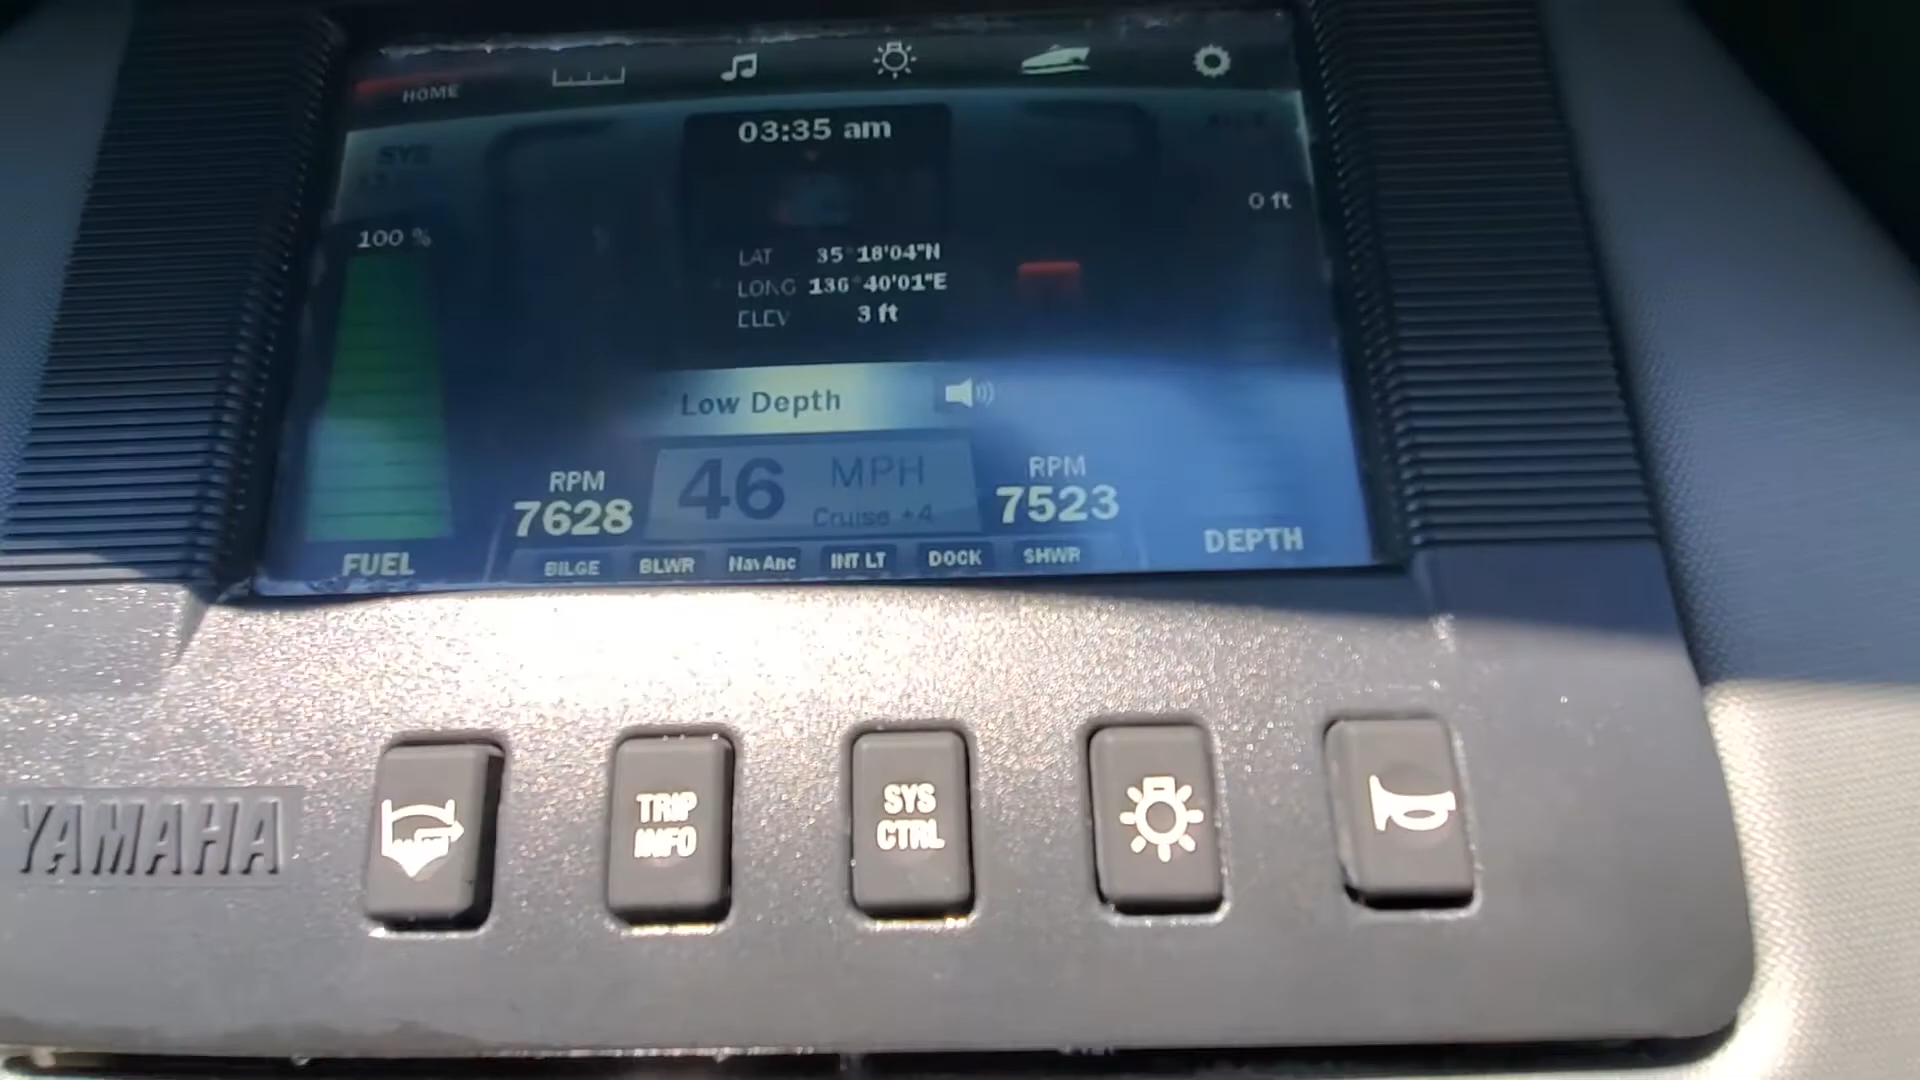 HOME
03:35 am
SYS
100 %
0 ft
LAT 35°18'04"N
LONG 136°40'01"E
ELEV 3 ft
Low Depth
RPM
7628
46 MPH
Cruise +4
RPM
7523
FUEL
BILGE
BLWR
Nav Anc
INT LT
DOCK
SHWR
DEPTH
YAMAHA
TRIP
INFO
SYS
CTRL